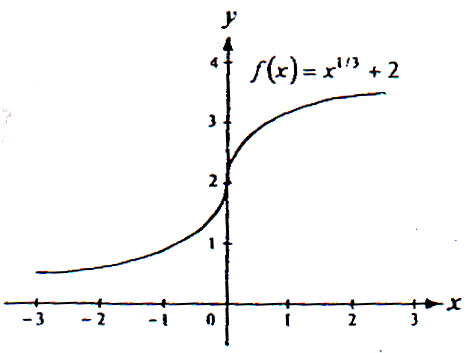 y
4
f(x) = x^{1/3} + 2
3
2
1
-3 -2 -1 0 1 2 3 x